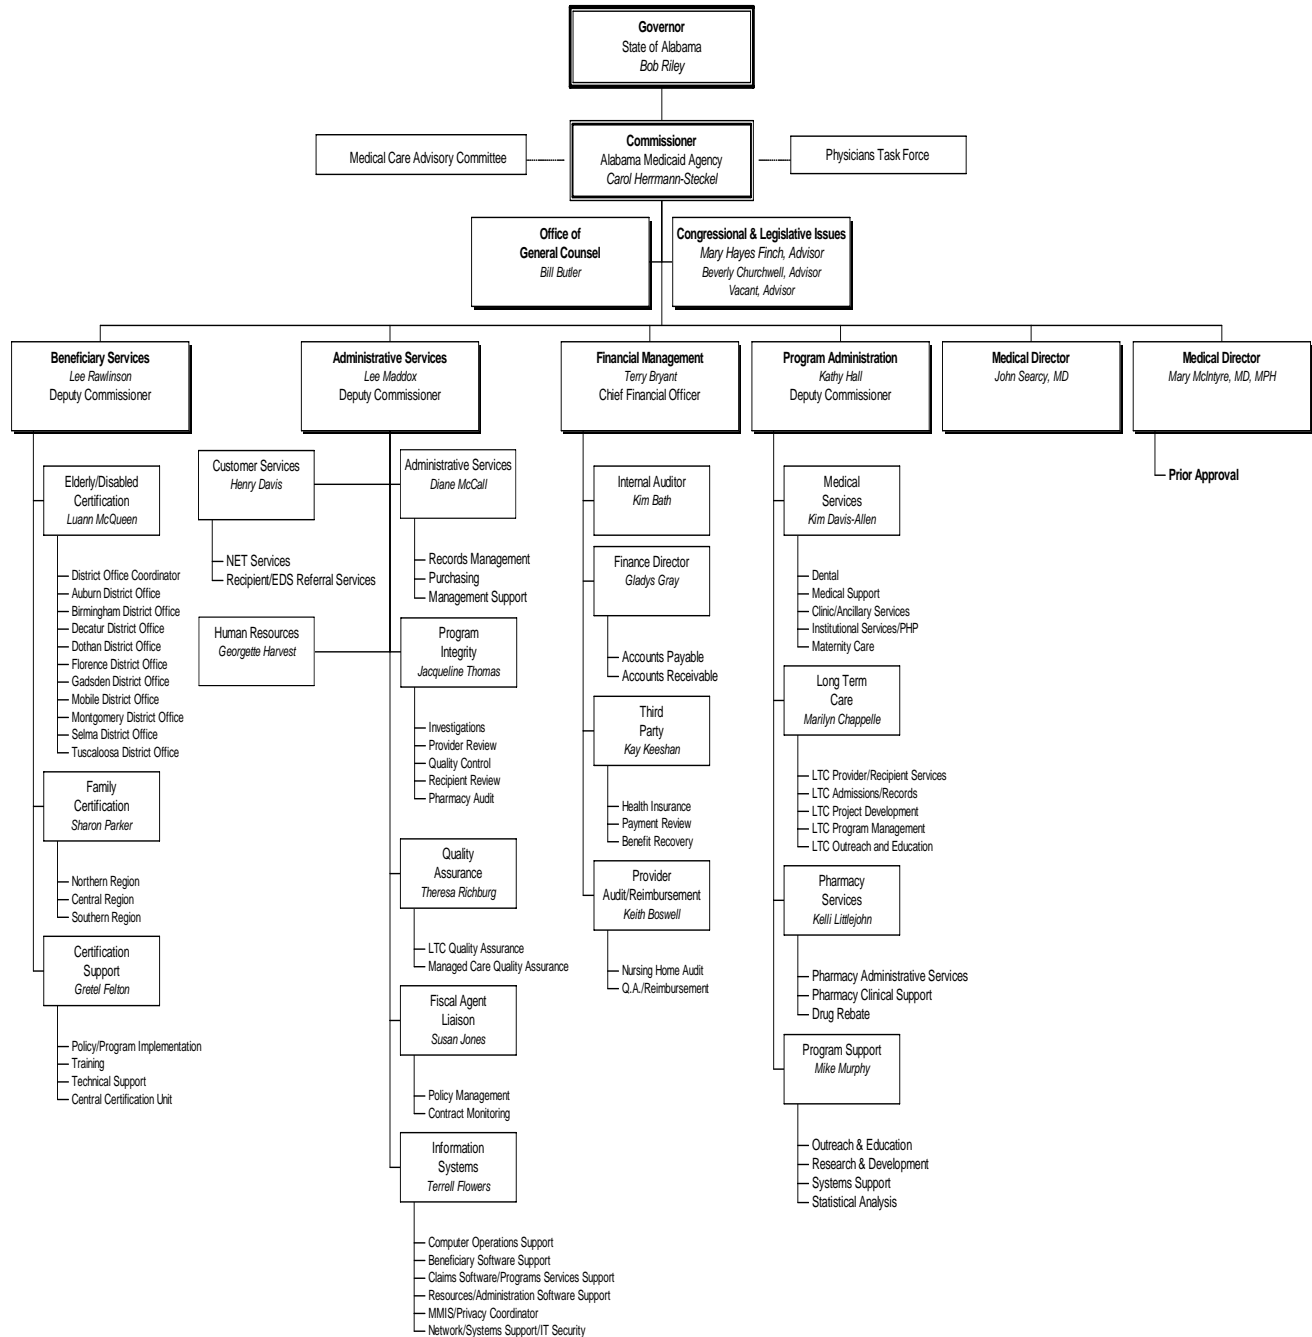 Governor
State of Alabama
Bob Riley
Medical Care Advisory Committee
Commissioner
Alabama Medicaid Agency
Carol Herrmann-Steckel
Physicians Task Force
Office of
General Counsel
Bill Butler
Congressional & Legislative Issues
Mary Hayes Finch, Advisor
Beverly Churchwell, Advisor
Vacant, Advisor
Beneficiary Services
Lee Rawlinson
Deputy Commissioner
Elderly/Disabled
Certification
Luann McQueen
District Office Coordinator
Auburn District Office
Birmingham District Office
Decatur District Office
Dothan District Office
Florence District Office
Gadsden District Office
Mobile District Office
Montgomery District Office
Selma District Office
Tuscaloosa District Office
Family
Certification
Sharon Parker
Northern Region
Central Region
Southern Region
Certification
Support
Gretel Felton
Policy/Program Implementation
Training
Technical Support
Central Certification Unit
Administrative Services
Lee Maddox
Deputy Commissioner
Customer Services
Henry Davis
NET Services
Recipient/EDS Referral Services
Human Resources
Georgette Harvest
Administrative Services
Diane McCall
Records Management
Purchasing
Management Support
Program
Integrity
Jacqueline Thomas
Investigations
Provider Review
Quality Control
Recipient Review
Pharmacy Audit
Quality
Assurance
Theresa Richburg
LTC Quality Assurance
Managed Care Quality Assurance
Fiscal Agent
Liaison
Susan Jones
Policy Management
Contract Monitoring
Information
Systems
Terrell Flowers
Computer Operations Support
Beneficiary Software Support
Claims Software/Programs Services Support
Resources/Administration Software Support
MMIS/Privacy Coordinator
Network/Systems Support/IT Security
Financial Management
Terry Bryant
Chief Financial Officer
Internal Auditor
Kim Bath
Finance Director
Gladys Gray
Accounts Payable
Accounts Receivable
Third
Party
Kay Keeshan
Health Insurance
Payment Review
Benefit Recovery
Provider
Audit/Reimbursement
Keith Boswell
Nursing Home Audit
Q.A./Reimbursement
Program Administration
Kathy Hall
Deputy Commissioner
Medical
Services
Kim Davis-Allen
Dental
Medical Support
Clinic/Ancillary Services
Institutional Services/PHP
Maternity Care
Long Term
Care
Marilyn Chappelle
LTC Provider/Recipient Services
LTC Admissions/Records
LTC Project Development
LTC Program Management
LTC Outreach and Education
Pharmacy
Services
Kelli Littlejohn
Pharmacy Administrative Services
Pharmacy Clinical Support
Drug Rebate
Program Support
Mike Murphy
Outreach & Education
Research & Development
Systems Support
Statistical Analysis
Medical Director
John Searcy, MD
Medical Director
Mary McIntyre, MD, MPH
Prior Approval